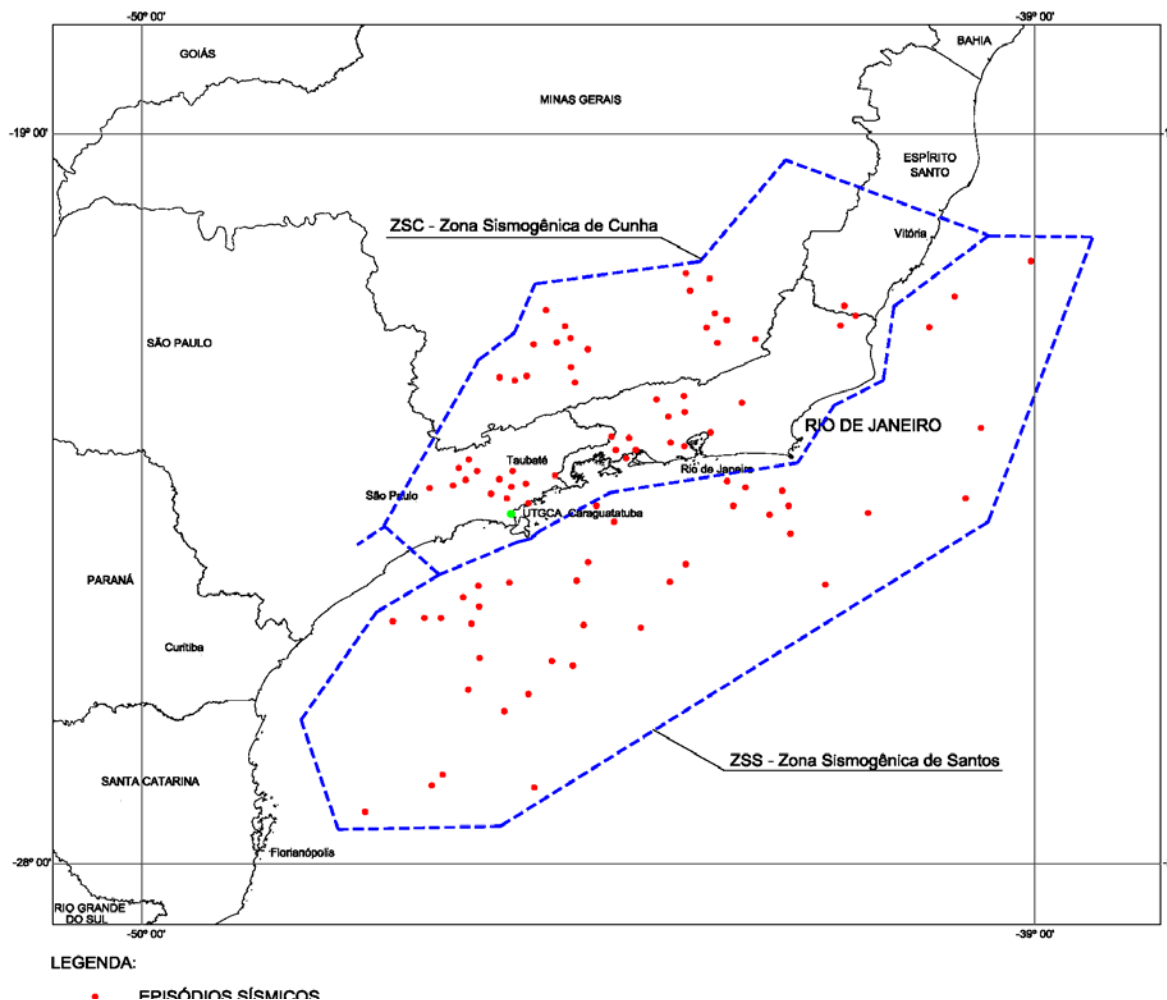 -50º 00'
-39º 00'
BAHIA
GOIÁS
MINAS GERAIS
-19º 00'
ESPÍRITO
SANTO
ZSC - Zona Sismogênica de Cunha
Vitória
SÃO PAULO
RIO DE JANEIRO
Taubaté
Rio de Janeiro
São Paulo
UTGCA Caraguatatuba
PARANÁ
Curitiba
ZSS - Zona Sismogênica de Santos
SANTA CATARINA
Florianópolis
-28º 00'
RIO GRANDE
DO SUL
-50º 00'
-39º 00'
LEGENDA:
EPISÓDIOS SÍSMICOS